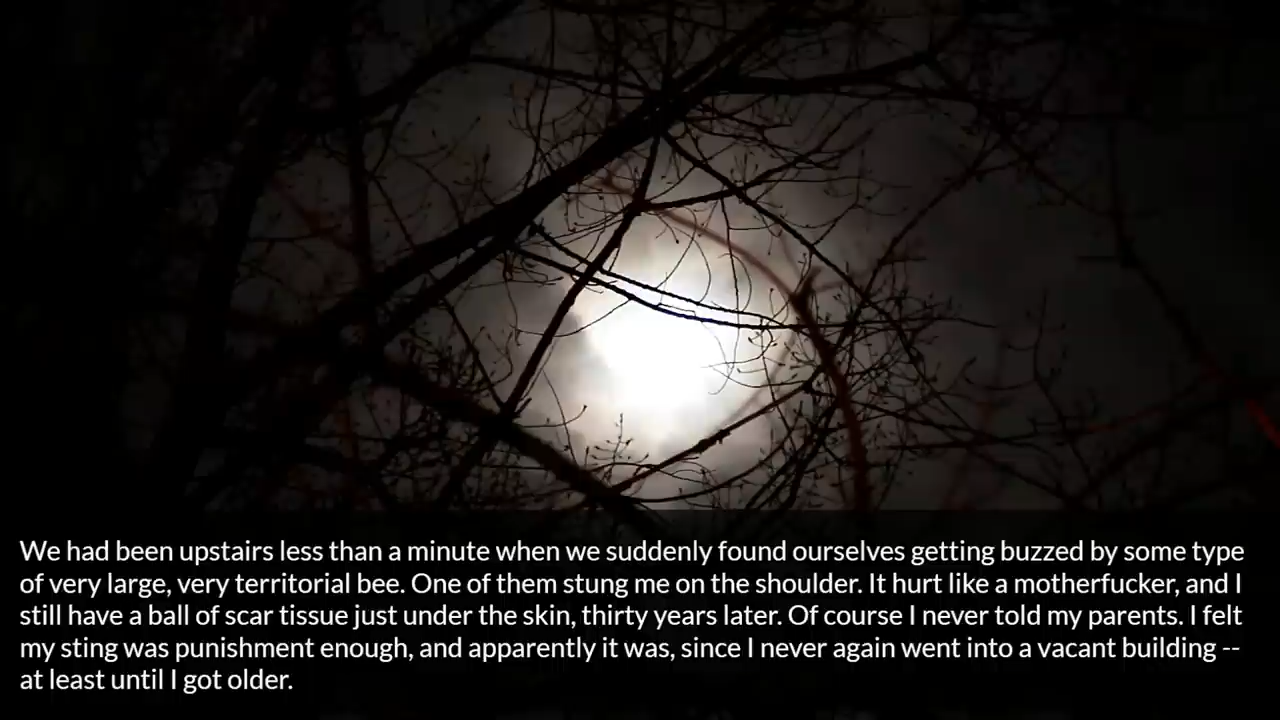 We had been upstairs less than a minute when we suddenly found ourselves getting buzzed by some type
of very large, very territorial bee. One of them stung me on the shoulder. It hurt like a motherfucker, and I
still have a ball of scar tissue just under the skin, thirty years later. Of course I never told my parents. I felt
my sting was punishment enough, and apparently it was, since I never again went into a vacant building --
at least until I got older.